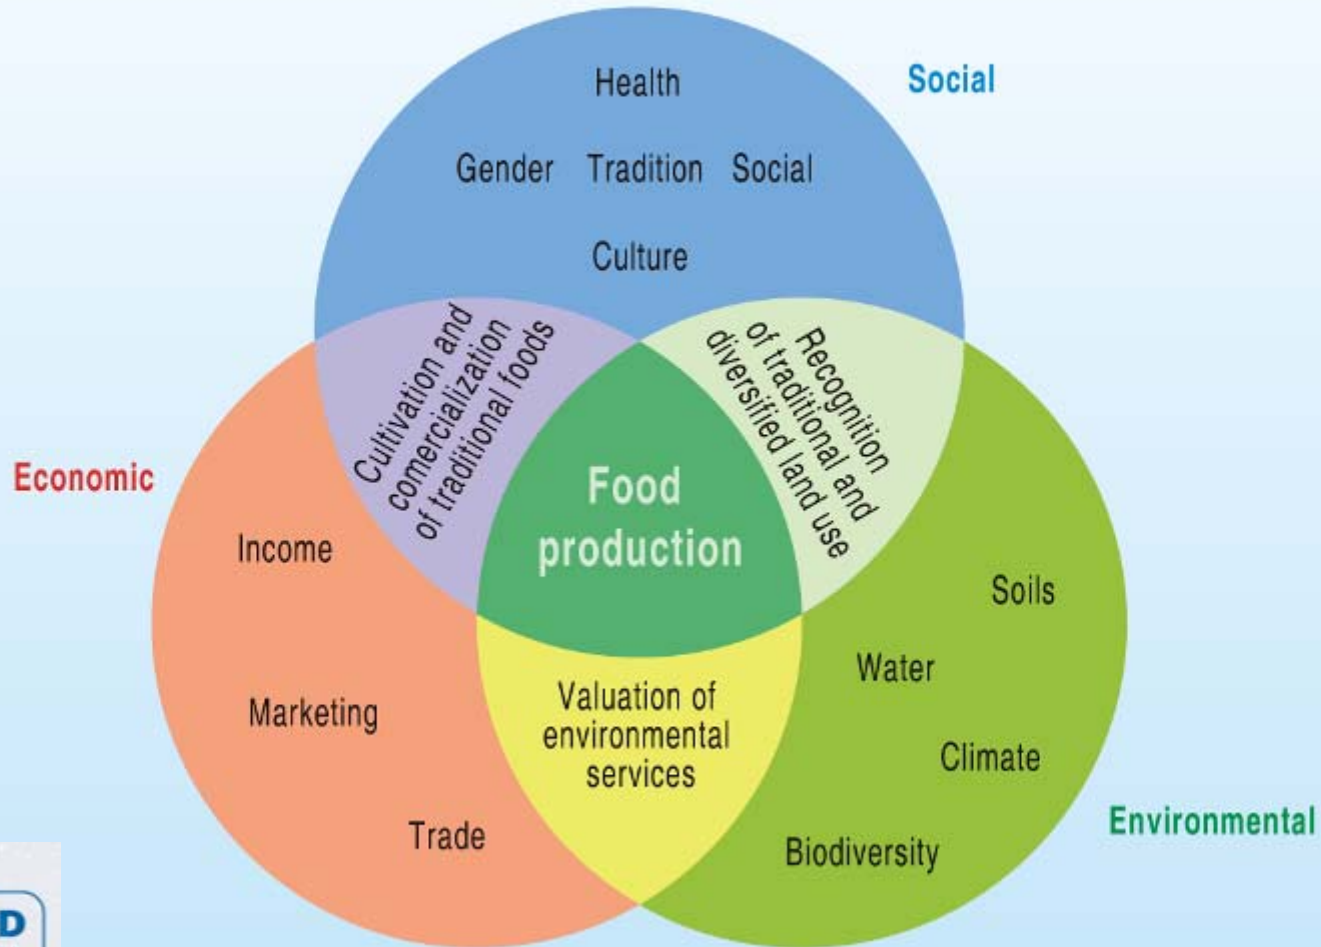 Health
Social
Gender Tradition Social
Culture
Cultivation and
comercialization
of traditional foods
Recognition
of traditional and
diversified land use
Economic
Food
production
Income
Soils
Water
Marketing
Valuation of
environmental
services
Climate
Trade
Environmental
Biodiversity
D